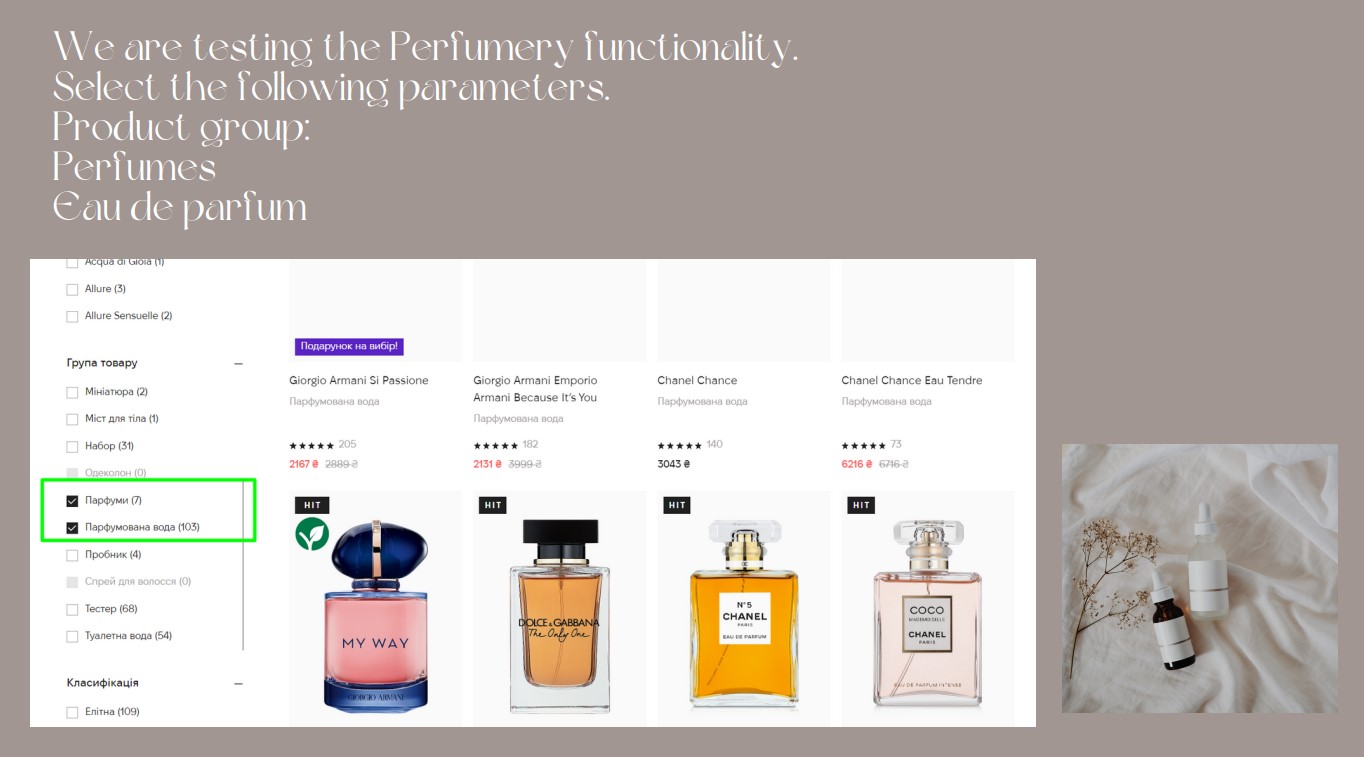 We are testing the Perfumery functionality.
Select the following parameters.
Product group:
Perfumes
Eau de parfum
Acqua di Gioia (1)
Allure (3)
Allure Sensuelle (2)
Група товару
Мініатюра (2)
Міст для тіла (1)
Набор (31)
Одеколон (0)
Парфуми (7)
Парфумована вода (103)
Пробник (4)
Спрей для волосся (0)
Тестер (68)
Туалетна вода (54)
Класифікація
Елітна (109)
Подарунок на вибір!
Giorgio Armani Si Passione
Парфумована вода
205
2167 ₴ 2889 ₴
Giorgio Armani Emporio
Armani Because It's You
Парфумована вода
182
2131 ₴ 3999 ₴
Chanel Chance
Парфумована вода
140
3043 ₴
Chanel Chance Eau Tendre
Парфумована вода
73
6216 ₴ 6716 ₴
HIT
MY WAY
GIORGIO ARMANI
HIT
DOLCE & GABBANA
The Only One
HIT
N°5
CHANEL
PARIS
EAU DE PARFUM
HIT
COCO
MADEMOISELLE
CHANEL
PARIS
EAU DE PARFUM INTENSE